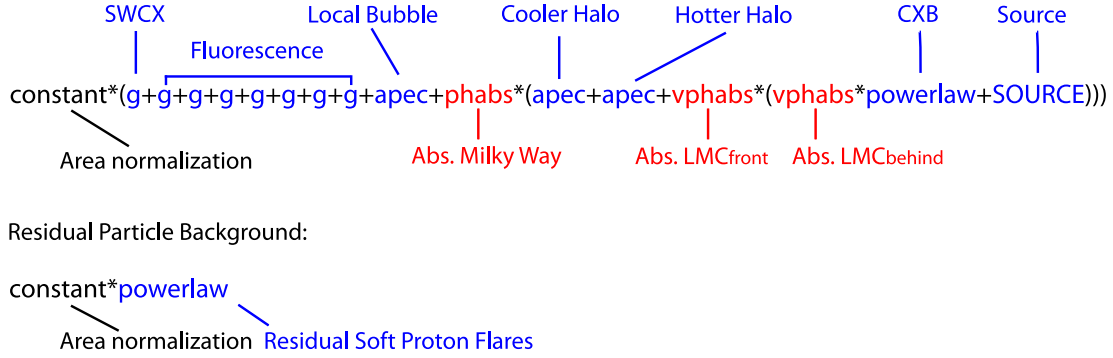 SWCX Local Bubble Cooler Halo Hotter Halo CXB Source
Fluorescence
constant*(g+g+g+g+g+g+g+apec+phabs*(apec+apec+vphabs*(vphabs*powerlaw+SOURCE)))
Area normalization Abs. Milky Way Abs. LMCfront Abs. LMCbehind
Residual Particle Background:
constant*powerlaw
Area normalization Residual Soft Proton Flares